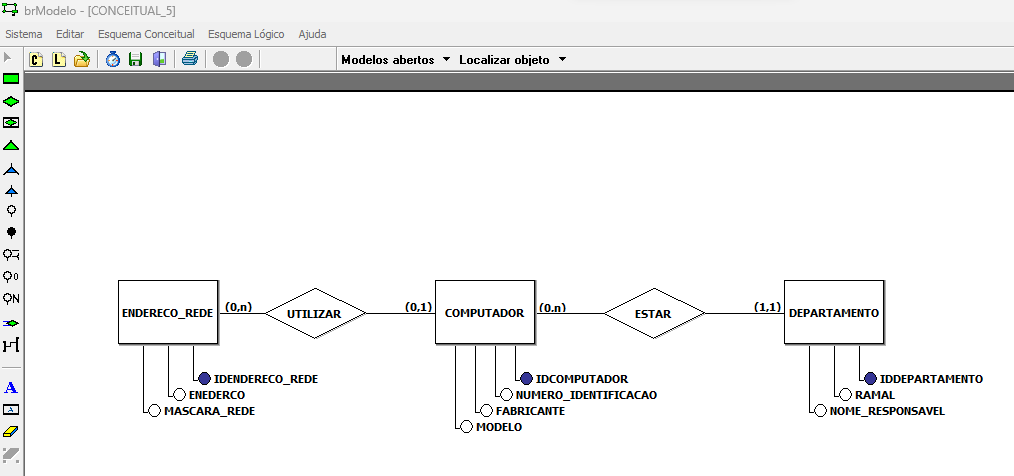 brModelo - [CONCEITUAL_5]
Sistema Editar Esquema Conceitual Esquema Lógico Ajuda
C L Modelos abertos Localizar objeto
(0,n) (0,1) (0,n) (1,1)
ENDERECO_REDE UTILIZAR COMPUTADOR ESTAR DEPARTAMENTO
IDENDERECO_REDE IDCOMPUTADOR IDDEPARTAMENTO
ENEDERCO NUMERO_IDENTIFICACAO RAMAL
MASCARA_REDE FABRICANTE NOME_RESPONSAVEL
MODELO
0
N
A
A